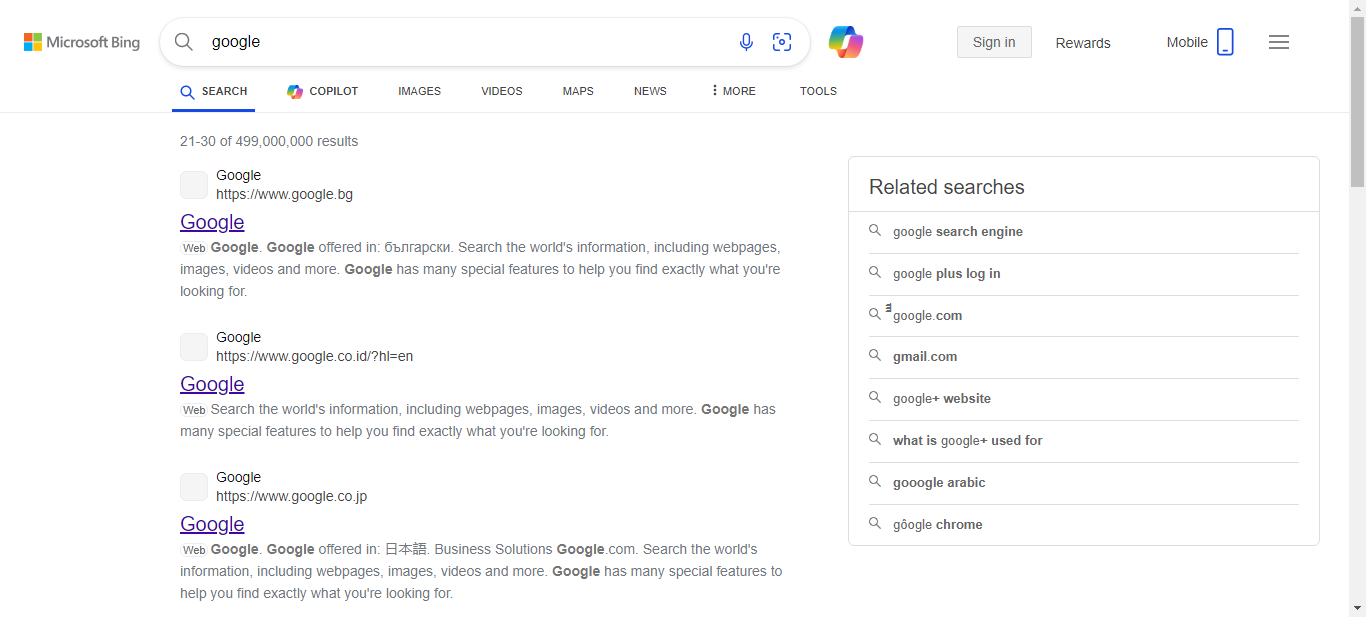 Microsoft Bing
google
Sign in
Rewards
Mobile
SEARCH
COPILOT
IMAGES
VIDEOS
MAPS
NEWS
MORE
TOOLS
21-30 of 499,000,000 results
Google
https://www.google.bg
Google
Web Google. Google offered in: български. Search the world's information, including webpages,
images, videos and more. Google has many special features to help you find exactly what you're
looking for.
Google
https://www.google.co.id/?hl=en
Google
Web Search the world's information, including webpages, images, videos and more. Google has
many special features to help you find exactly what you're looking for.
Google
https://www.google.co.jp
Google
Web Google. Google offered in: 日本語. Business Solutions Google.com. Search the world's
information, including webpages, images, videos and more. Google has many special features to
help you find exactly what you're looking for.
Related searches
google search engine
google plus log in
google.com
gmail.com
google+ website
what is google+ used for
gooogle arabic
gôogle chrome